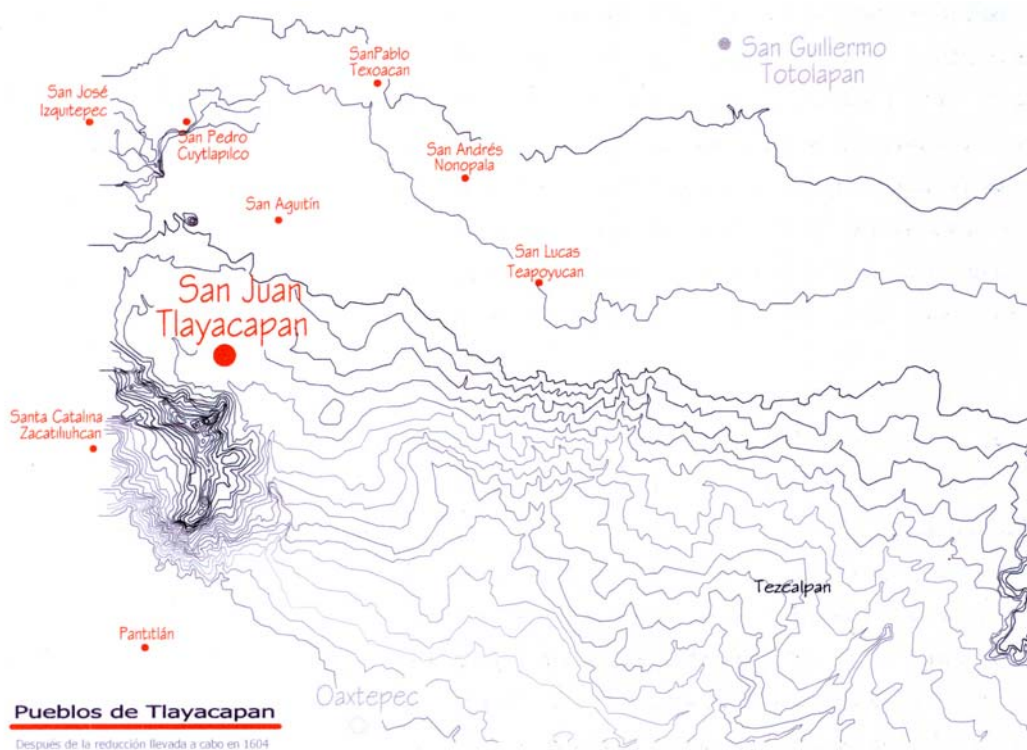 San Guillermo
Totolapan
SanPablo
Texoacan
San José
Izquitepec
San Pedro
Cuytlapilco
San Andrés
Nonopala
San Aguitín
San Lucas
Teapoyucan
San Juan
Tlayacapan
Santa Catalina
Zacatiliuhcan
Tezcalpan
Pantitlán
Oaxtepec
Pueblos de Tlayacapan
Después de la reducción llevada a cabo en 1604